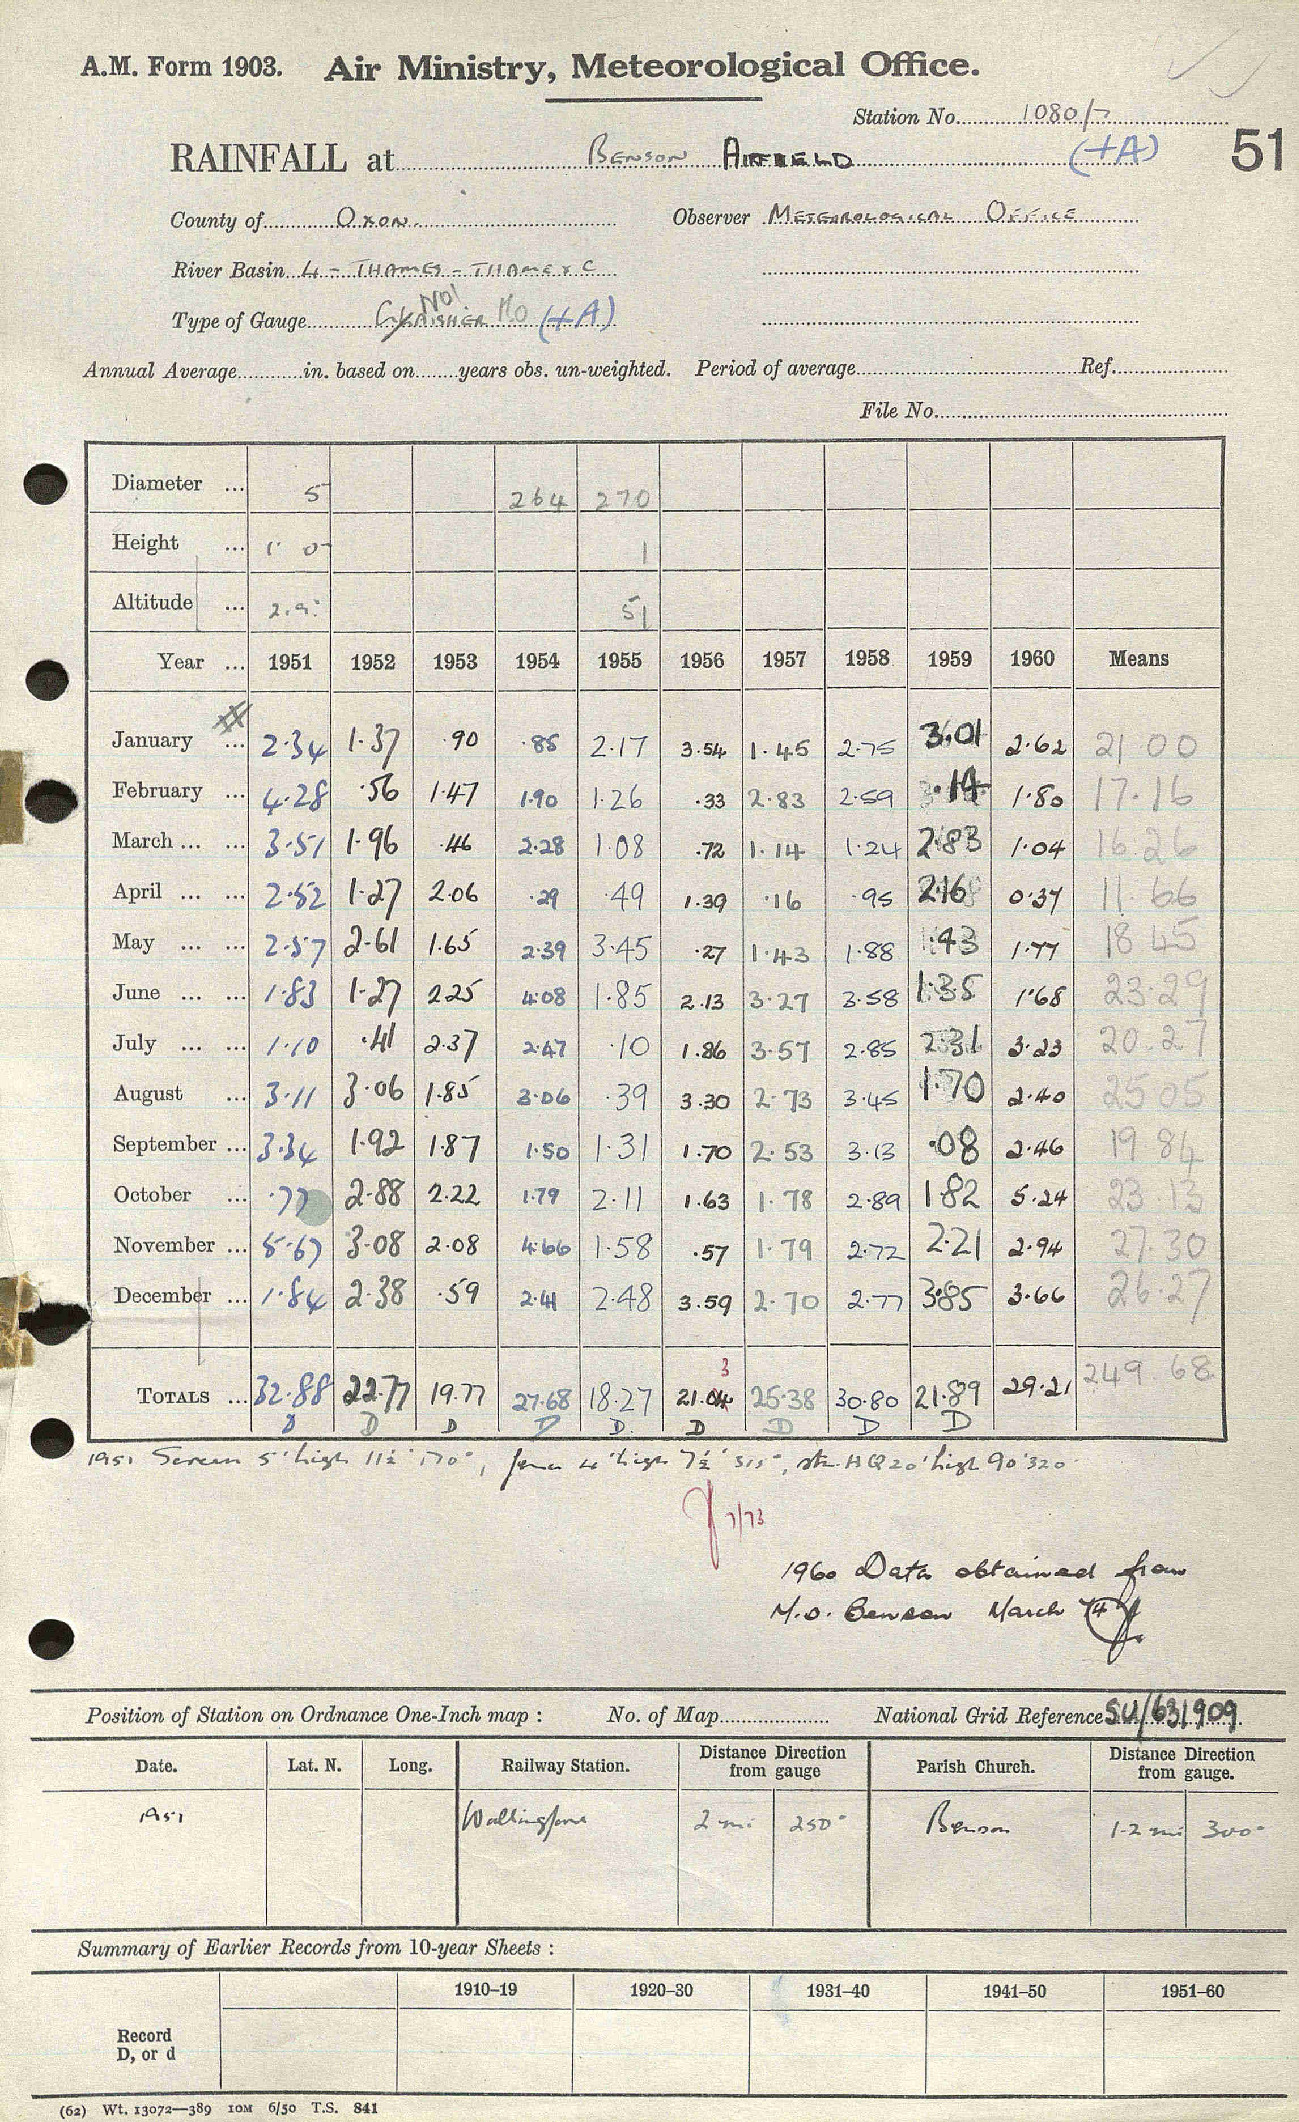 A.M. Form 1903. Air Ministry, Meteorological Office.
Station No. 1080/7
RAINFALL at BENSON AIRFIELD (+A) 51
County of OXON. Observer METEOROLOGICAL OFFICE
River Basin 4 - THAMES - THAME & C
Type of Gauge NO1 MO (+A)
Annual Average in. based on years obs. un-weighted. Period of average Ref.
File No.
Diameter ... 5 264 270
Height ... 1' 0" 1
Altitude ... 51
Year ... 1951 1952 1953 1954 1955 1956 1957 1958 1959 1960 Means
January ... 2.34 1.37 .90 .85 2.17 3.54 1.45 2.75 3.01 2.62 21 00
February ... 4.28 .56 1.47 1.90 1.26 .33 2.83 2.59 .14 1.80 17.16
March ... ... 3.51 1.96 .46 2.28 1.08 .72 1.14 1.24 2.83 1.04 16.26
April ... ... 2.52 1.27 2.06 .29 .49 1.39 .16 .95 2.16 0.37 11.66
May ... ... 2.57 2.61 1.65 2.39 3.45 .27 1.43 1.88 1.43 1.77 18 45
June ... ... 1.83 1.27 2.25 4.08 1.85 2.13 3.27 3.58 1.35 1.68 23.29
July ... ... 1.10 .41 2.37 2.47 .10 1.86 3.57 2.85 2.31 3.23 20.27
August ... 3.11 3.06 1.85 3.06 .39 3.30 2.73 3.45 1.70 2.40 25 05
September ... 3.34 1.92 1.87 1.50 1.31 1.70 2.53 3.13 .08 2.46 19 84
October ... .77 2.88 2.22 1.79 2.11 1.63 1.78 2.89 1.82 5.24 23 13
November ... 5.67 3.08 2.08 4.66 1.58 .57 1.79 2.72 2.21 2.94 27.30
December ... 1.84 2.38 .59 2.41 2.48 3.59 2.70 2.77 3.85 3.66 26.27
3
TOTALS ... 32.88 22.77 19.77 27.68 18.27 21.04 25.38 30.80 21.89 29.21 249 68
D D D D D D D D D
1951 Screen 5' high 11½' 170°, fence 4' high 7½' 315°, HQ 20' high 90' 320°
7/73
1960 Data obtained from
M.O. Benson March 74
Position of Station on Ordnance One-Inch map : No. of Map National Grid Reference SU/631909
Date. Lat. N. Long. Railway Station. Distance Direction from gauge Parish Church. Distance Direction from gauge.
1951 Wallingford 2 mi 250° Benson 1.2 mi 300°
Summary of Earlier Records from 10-year Sheets :
1910–19 1920–30 1931–40 1941–50 1951–60
Record
D, or d
(62) Wt. 13072—389 10M 6/50 T.S. 841